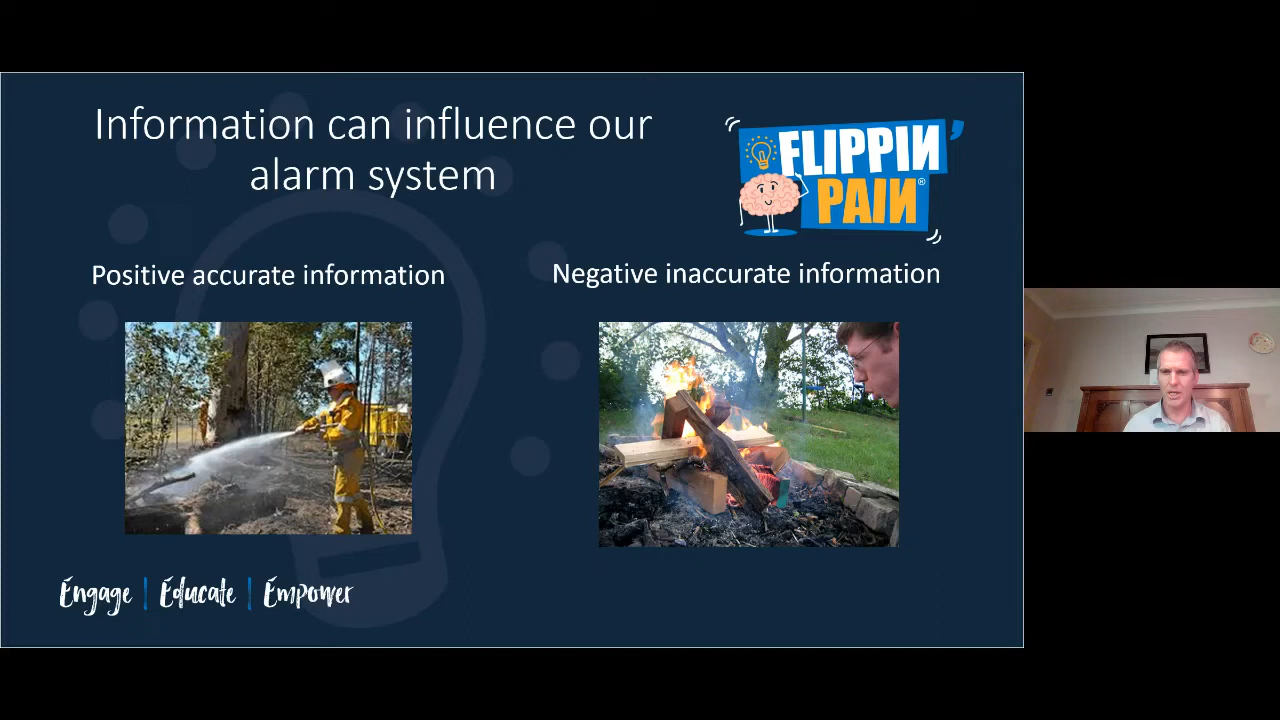 Information can influence our
alarm system
FLIPPIN'
PAIN®
Positive accurate information
Negative inaccurate information
Engage | Educate | Empower